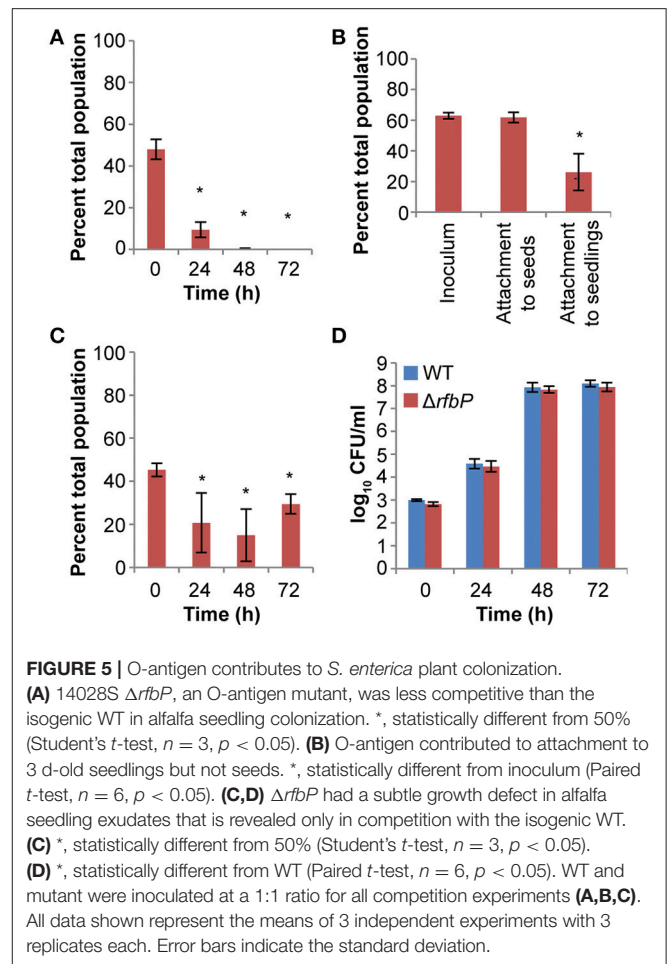 A
Percent total population
100
80
60
40
20
0
*
*
*
0 24 48 72
Time (h)
B
Percent total population
100
80
60
40
20
0
*
Inoculum
Attachment
to seeds
Attachment
to seedlings
C
Percent total population
100
80
60
40
20
0
*
*
*
0 24 48 72
Time (h)
D
log10 CFU/ml
9
8
7
6
5
4
3
2
1
0
WT
ΔrfbP
0 24 48 72
Time (h)
FIGURE 5 | O-antigen contributes to S. enterica plant colonization.
(A) 14028S ΔrfbP, an O-antigen mutant, was less competitive than the
isogenic WT in alfalfa seedling colonization. *, statistically different from 50%
(Student's t-test, n = 3, p < 0.05). (B) O-antigen contributed to attachment to
3 d-old seedlings but not seeds. *, statistically different from inoculum (Paired
t-test, n = 6, p < 0.05). (C,D) ΔrfbP had a subtle growth defect in alfalfa
seedling exudates that is revealed only in competition with the isogenic WT.
(C) *, statistically different from 50% (Student's t-test, n = 3, p < 0.05).
(D) *, statistically different from WT (Paired t-test, n = 6, p < 0.05). WT and
mutant were inoculated at a 1:1 ratio for all competition experiments (A,B,C).
All data shown represent the means of 3 independent experiments with 3
replicates each. Error bars indicate the standard deviation.